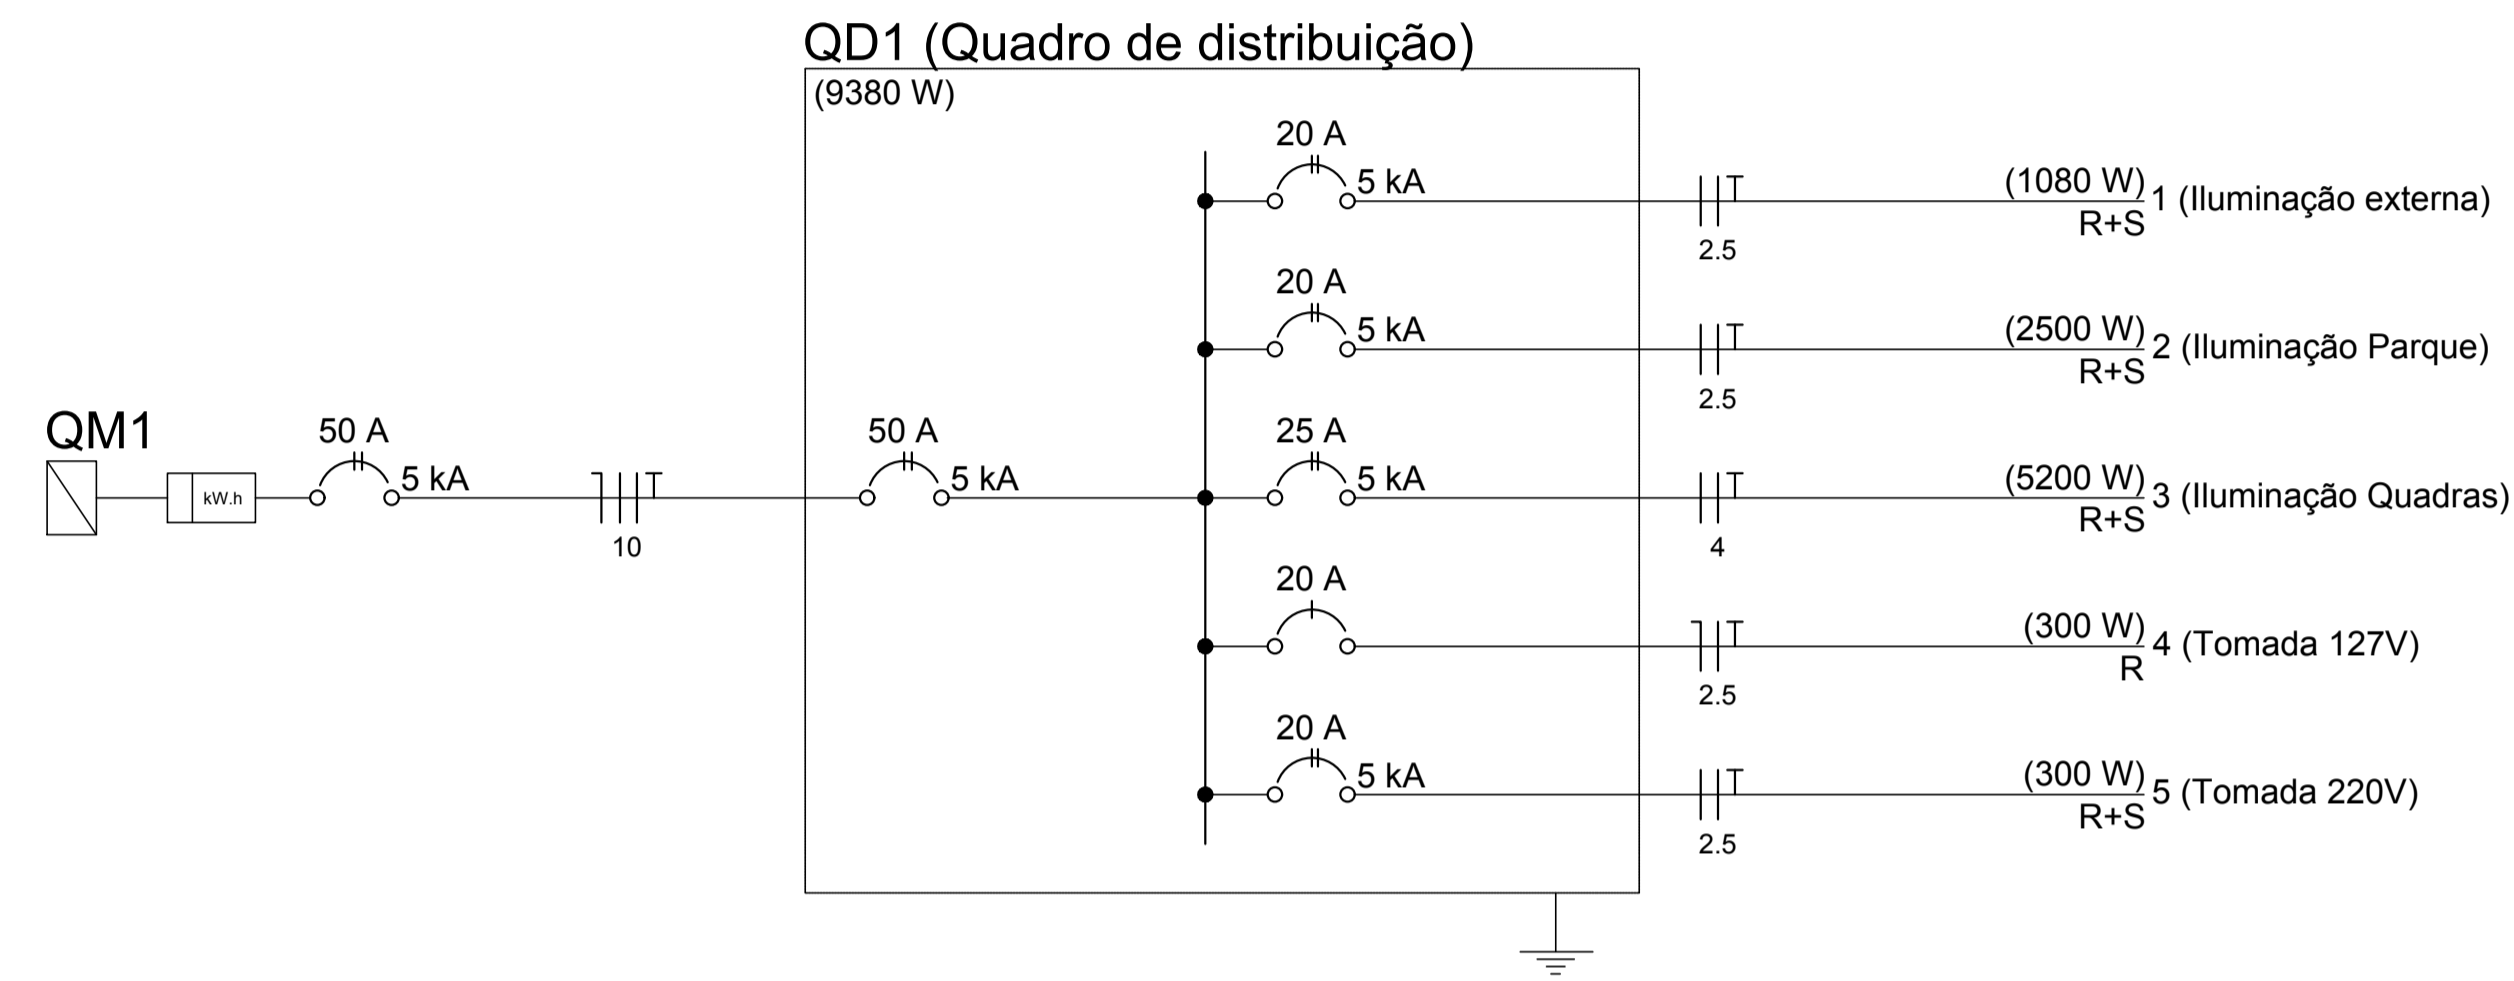 QD1 (Quadro de distribuição)
(9380 W)
20 A
5 kA
2.5
(1080 W)
R+S
1 (Iluminação externa)
20 A
5 kA
2.5
(2500 W)
R+S
2 (Iluminação Parque)
QM1
kW.h
50 A
5 kA
10
50 A
5 kA
25 A
5 kA
4
(5200 W)
R+S
3 (Iluminação Quadras)
20 A
2.5
(300 W)
R
4 (Tomada 127V)
20 A
5 kA
2.5
(300 W)
R+S
5 (Tomada 220V)